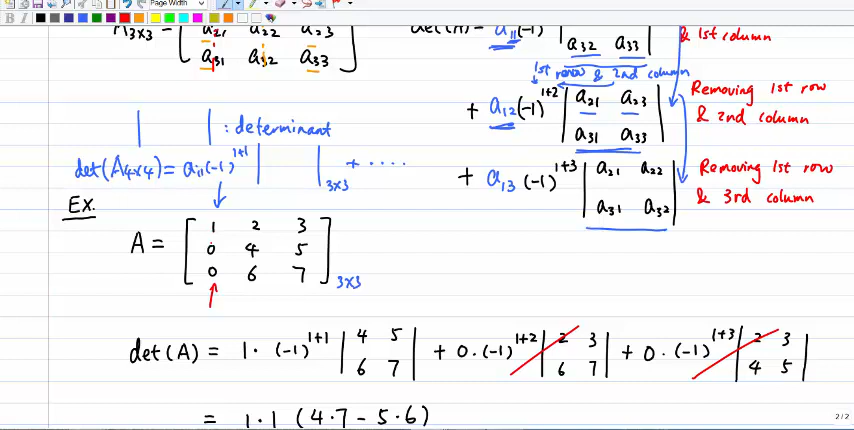 Page Width
B I
A3x3 = [ a21 a22 a23
a31 a32 a33 ]
det(A) = a11 (-1) | a32 a33 |
& 1st column
1st row & 2nd column
+ a12 (-1)^1+2 | a21 a23
a31 a33 |
Removing 1st row
& 2nd column
| | : determinant
det(A4x4) = a11 (-1)^1+1 | |3x3 + ....
+ a13 (-1)^1+3 | a21 a22
a31 a32 |
Removing 1st row
& 3rd column
Ex.
A = [ 1 2 3
0 4 5
0 6 7 ]3x3
det(A) = 1· (-1)^1+1 | 4 5
6 7 | + 0· (-1)^1+2 | 2 3
6 7 | + 0· (-1)^1+3 | 2 3
4 5 |
= 1·1 (4·7 - 5·6)
2 / 2